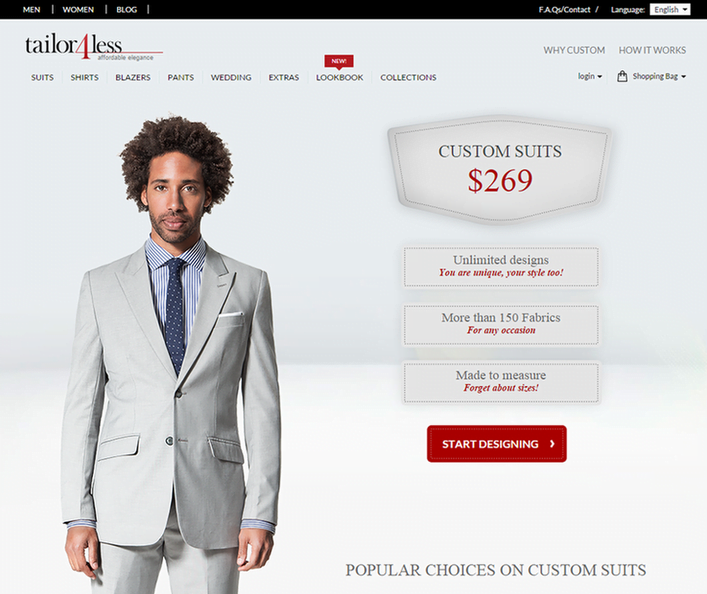 MEN | WOMEN | BLOG |
F.A.Qs/Contact / Language: English
tailor4less
affordable elegance
WHY CUSTOM HOW IT WORKS
NEW!
SUITS SHIRTS BLAZERS PANTS WEDDING EXTRAS LOOKBOOK COLLECTIONS
login Shopping Bag
CUSTOM SUITS
$269
Unlimited designs
You are unique, your style too!
More than 150 Fabrics
For any occasion
Made to measure
Forget about sizes!
START DESIGNING ›
POPULAR CHOICES ON CUSTOM SUITS